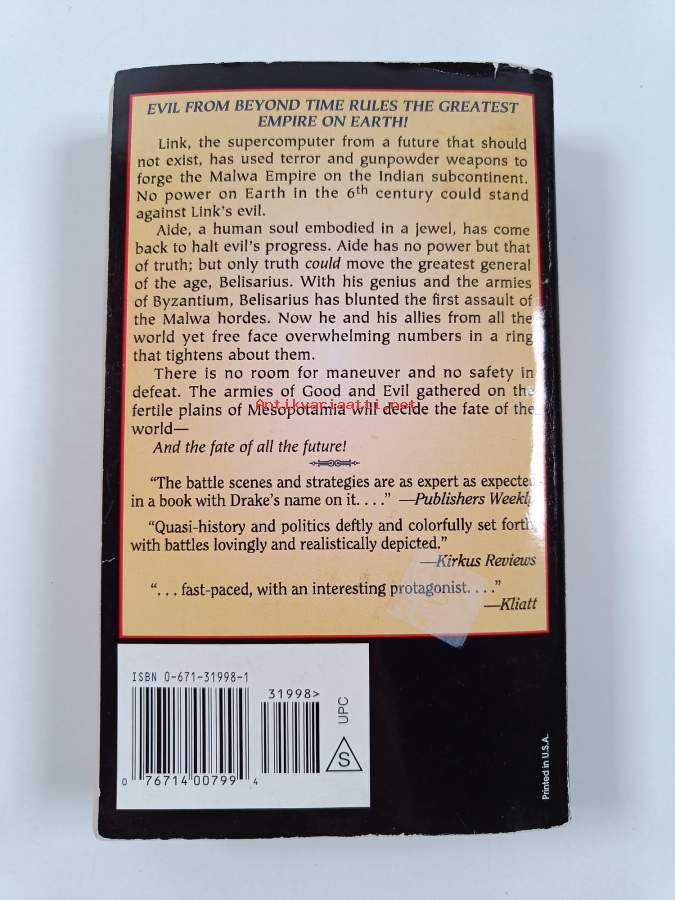 EVIL FROM BEYOND TIME RULES THE GREATEST
EMPIRE ON EARTH!
Link, the supercomputer from a future that should
not exist, has used terror and gunpowder weapons to
forge the Malwa Empire on the Indian subcontinent.
No power on Earth in the 6th century could stand
against Link's evil.
Aide, a human soul embodied in a jewel, has come
back to halt evil's progress. Aide has no power but that
of truth; but only truth could move the greatest general
of the age, Belisarius. With his genius and the armies
of Byzantium, Belisarius has blunted the first assault of
the Malwa hordes. Now he and his allies from all the
world yet free face overwhelming numbers in a ring
that tightens about them.
There is no room for maneuver and no safety in
defeat. The armies of Good and Evil gathered on the
fertile plains of Mesopotamia will decide the fate of the
Antikvariaatti.net
world—
And the fate of all the future!
"The battle scenes and strategies are as expert as expected
in a book with Drake's name on it. . . ." —Publishers Weekly
"Quasi-history and politics deftly and colorfully set forth,
with battles lovingly and realistically depicted."
—Kirkus Reviews
". . . fast-paced, with an interesting protagonist. . . ."
—Kliatt
ISBN 0-671-31998-1
31998>
UPC
S
0 76714 00799 4
Printed in U.S.A.